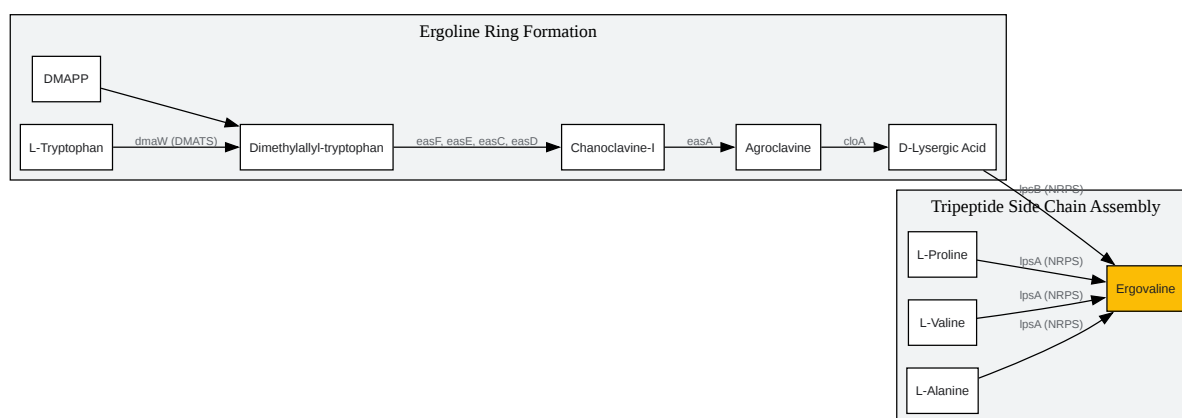 Ergoline Ring Formation
DMAPP
L-Tryptophan
dmaW (DMATS)
Dimethylallyl-tryptophan
easF, easE, easC, easD
Chanoclavine-I
easA
Agroclavine
cloA
D-Lysergic Acid
lpsB (NRPS)
Tripeptide Side Chain Assembly
L-Proline
lpsA (NRPS)
Ergovaline
L-Valine
lpsA (NRPS)
L-Alanine
lpsA (NRPS)